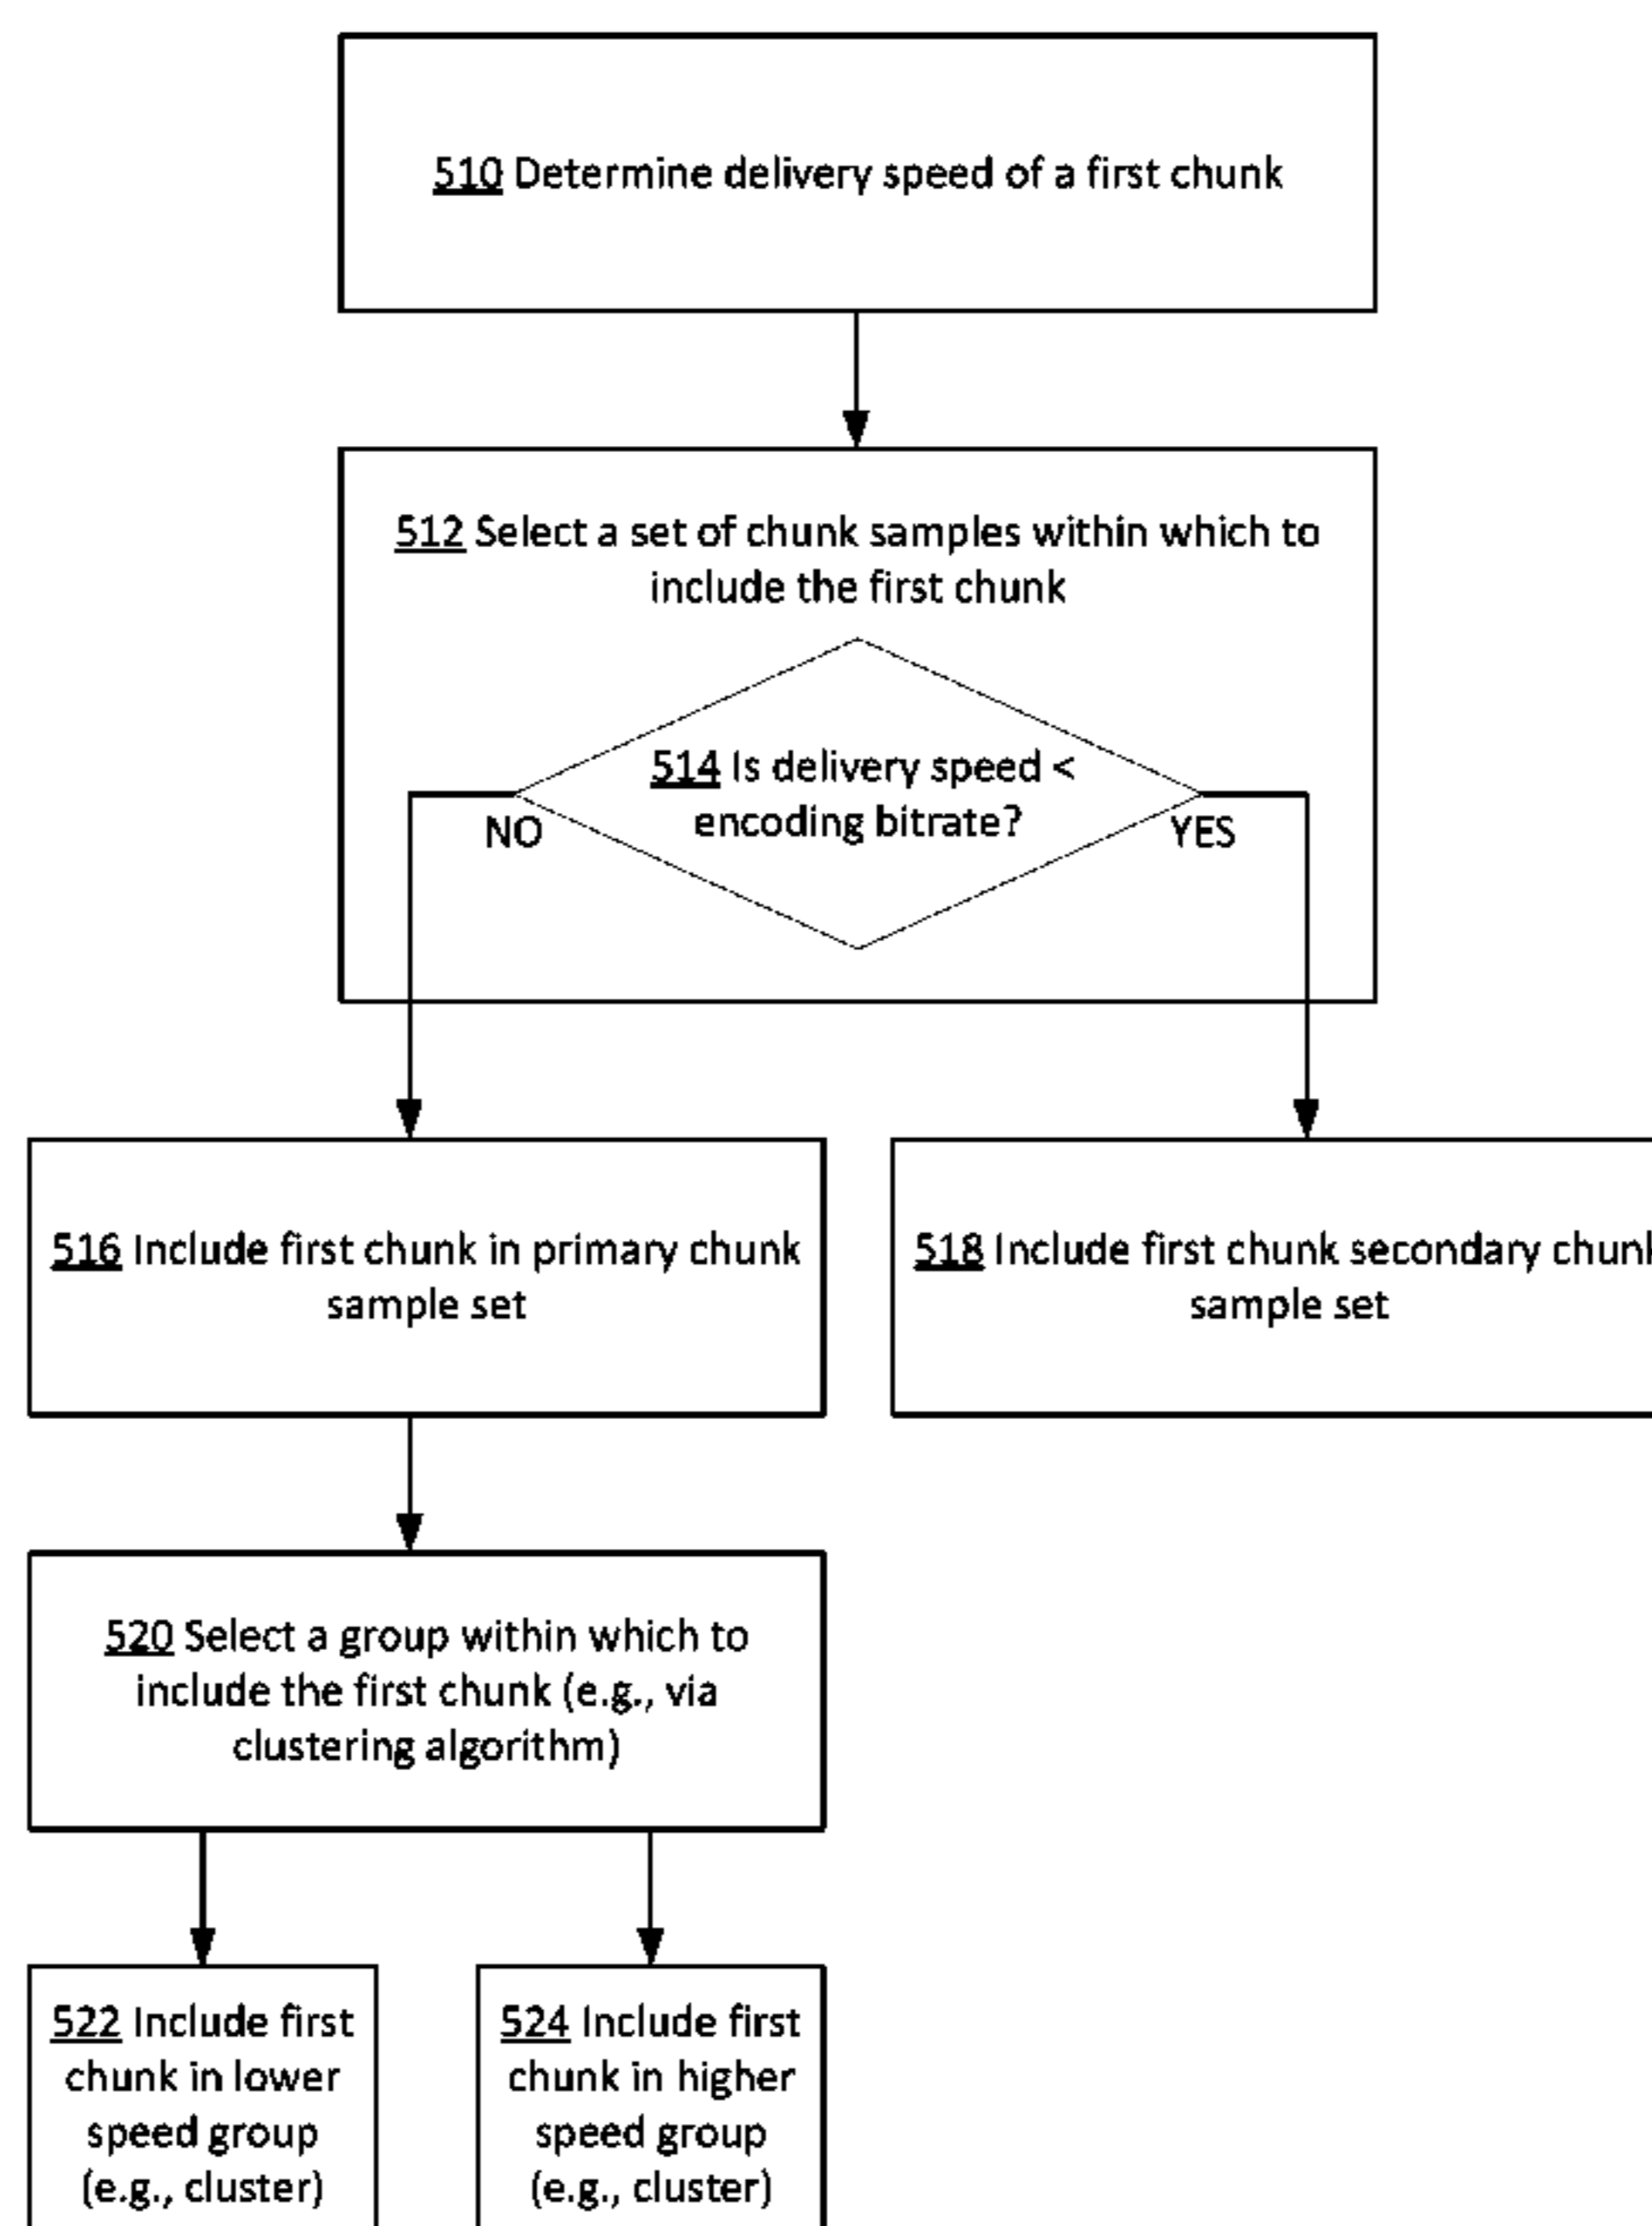 510 Determine delivery speed of a first chunk
512 Select a set of chunk samples within which to
include the first chunk
514 Is delivery speed <
encoding bitrate?
NO
YES
516 Include first chunk in primary chunk
sample set
518 Include first chunk secondary chunk
sample set
520 Select a group within which to
include the first chunk (e.g., via
clustering algorithm)
522 Include first
chunk in lower
speed group
(e.g., cluster)
524 Include first
chunk in higher
speed group
(e.g., cluster)